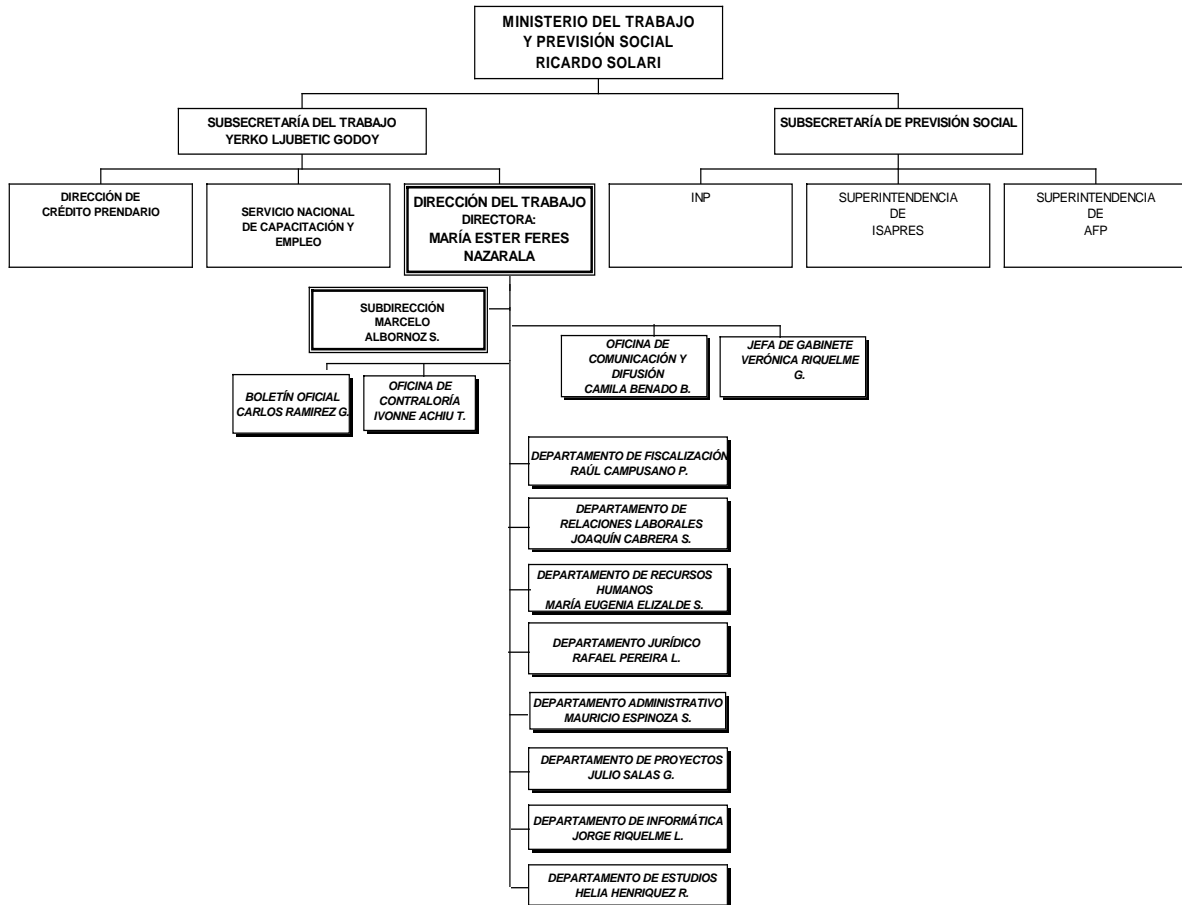 MINISTERIO DEL TRABAJO
Y PREVISIÓN SOCIAL
RICARDO SOLARI
SUBSECRETARÍA DEL TRABAJO
YERKO LJUBETIC GODOY
SUBSECRETARÍA DE PREVISIÓN SOCIAL
DIRECCIÓN DE
CRÉDITO PRENDARIO
SERVICIO NACIONAL
DE CAPACITACIÓN Y
EMPLEO
DIRECCIÓN DEL TRABAJO
DIRECTORA:
MARÍA ESTER FERES
NAZARALA
INP
SUPERINTENDENCIA
DE
ISAPRES
SUPERINTENDENCIA
DE
AFP
SUBDIRECCIÓN
MARCELO
ALBORNOZ S.
OFICINA DE
COMUNICACIÓN Y
DIFUSIÓN
CAMILA BENADO B.
JEFA DE GABINETE
VERÓNICA RIQUELME
G.
BOLETÍN OFICIAL
CARLOS RAMIREZ G.
OFICINA DE
CONTRALORÍA
IVONNE ACHIU T.
DEPARTAMENTO DE FISCALIZACIÓN
RAÚL CAMPUSANO P.
DEPARTAMENTO DE
RELACIONES LABORALES
JOAQUÍN CABRERA S.
DEPARTAMENTO DE RECURSOS
HUMANOS
MARÍA EUGENIA ELIZALDE S.
DEPARTAMENTO JURÍDICO
RAFAEL PEREIRA L.
DEPARTAMENTO ADMINISTRATIVO
MAURICIO ESPINOZA S.
DEPARTAMENTO DE PROYECTOS
JULIO SALAS G.
DEPARTAMENTO DE INFORMÁTICA
JORGE RIQUELME L.
DEPARTAMENTO DE ESTUDIOS
HELIA HENRIQUEZ R.